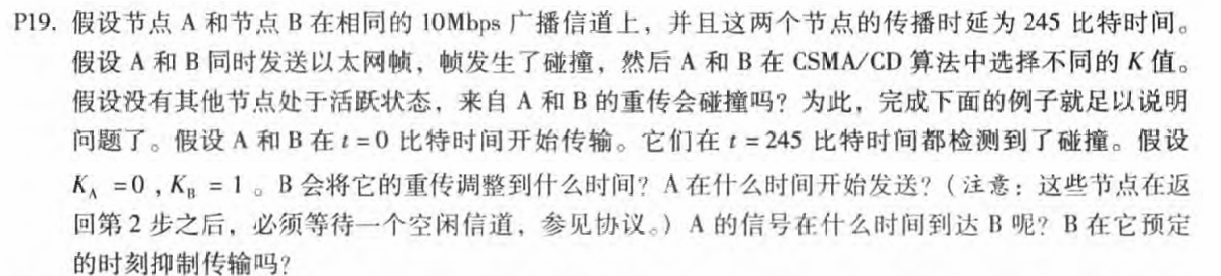 P19. 假设节点 A 和节点 B 在相同的 10Mbps 广播信道上，并且这两个节点的传播时延为 245 比特时间。
假设 A 和 B 同时发送以太网帧，帧发生了碰撞，然后 A 和 B 在 CSMA/CD 算法中选择不同的 K 值。
假设没有其他节点处于活跃状态，来自 A 和 B 的重传会碰撞吗？为此，完成下面的例子就足以说明
问题了。假设 A 和 B 在 t = 0 比特时间开始传输。它们在 t = 245 比特时间都检测到了碰撞。假设
K_A = 0，K_B = 1。B 会将它的重传调整到什么时间？A 在什么时间开始发送？（注意：这些节点在返
回第 2 步之后，必须等待一个空闲信道，参见协议。）A 的信号在什么时间到达 B 呢？B 在它预定
的时刻抑制传输吗？